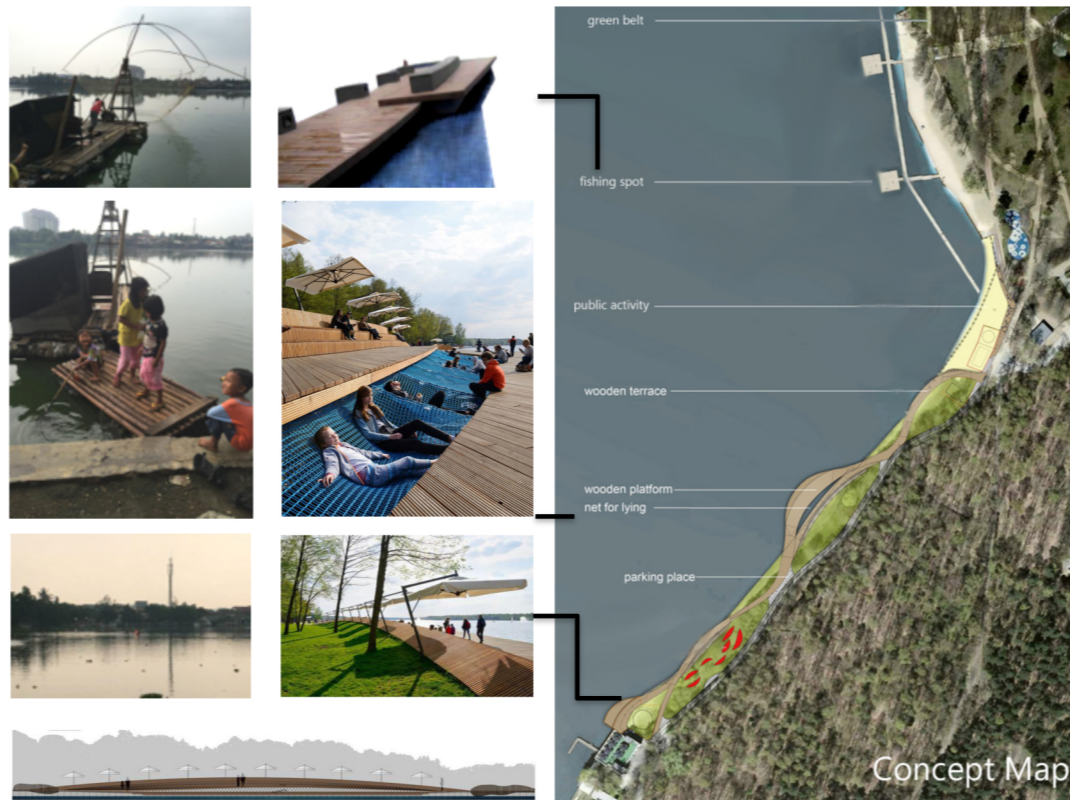 green belt
fishing spot
public activity
wooden terrace
wooden platform
net for lying
parking place
Concept Map